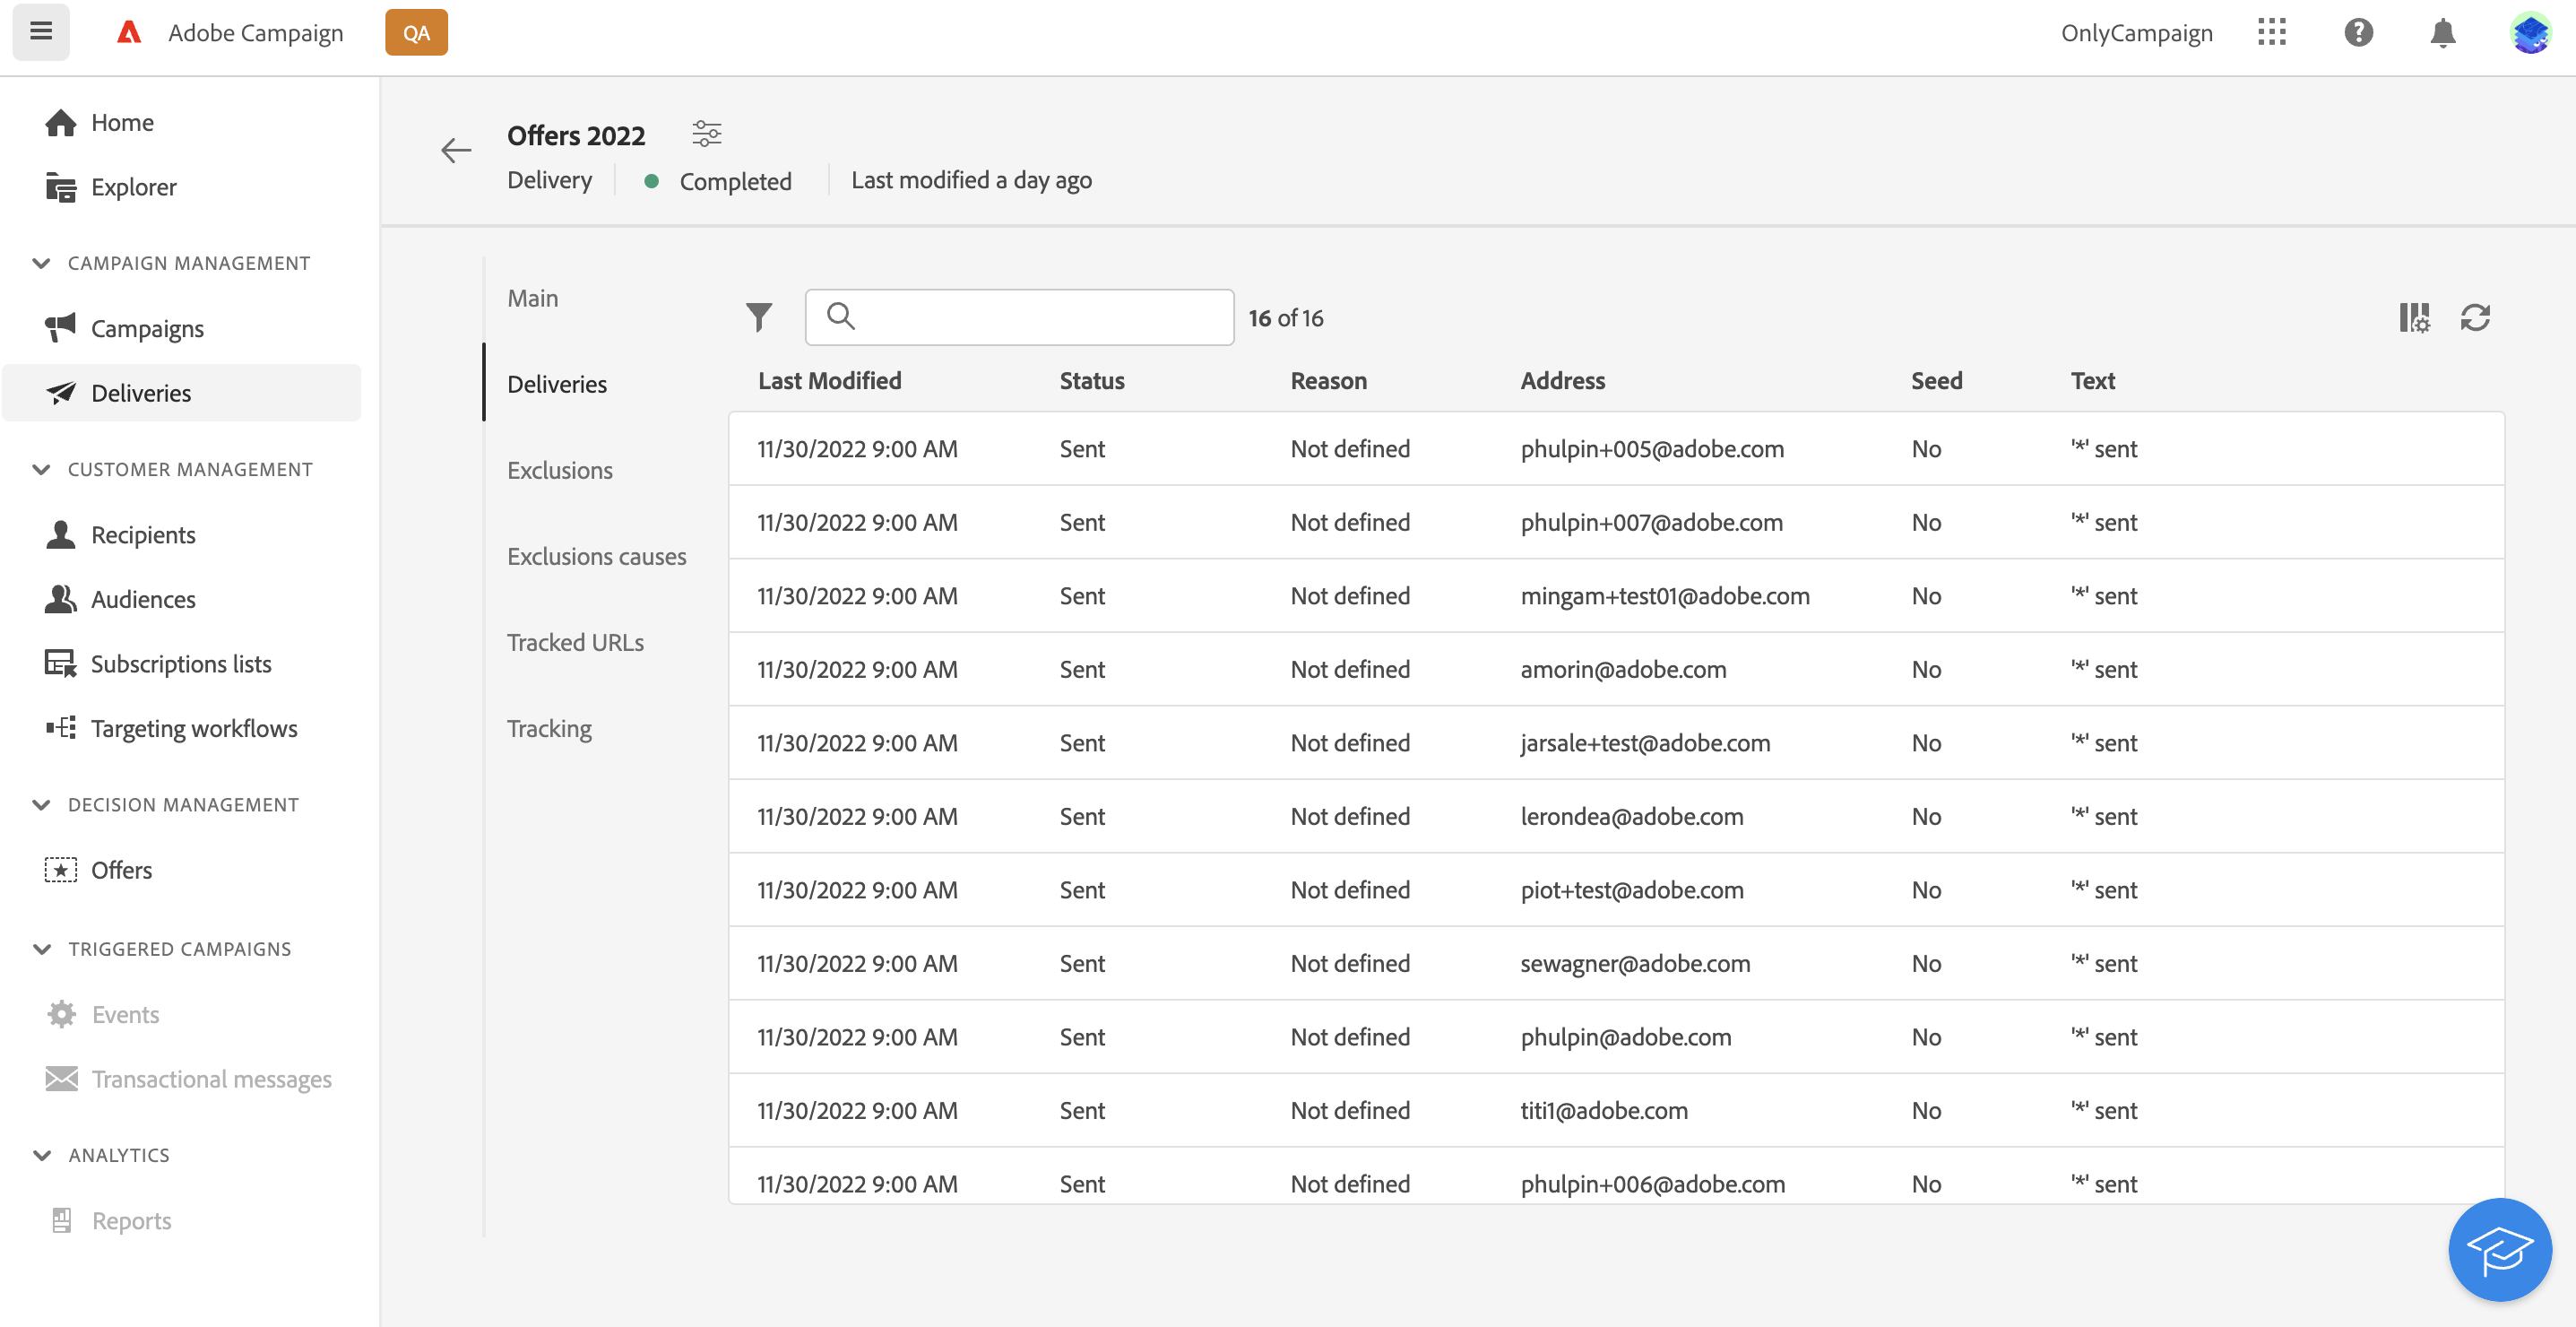 Adobe Campaign QA OnlyCampaign
Home
Explorer
CAMPAIGN MANAGEMENT
Campaigns
Deliveries
CUSTOMER MANAGEMENT
Recipients
Audiences
Subscriptions lists
Targeting workflows
DECISION MANAGEMENT
Offers
TRIGGERED CAMPAIGNS
Events
Transactional messages
ANALYTICS
Reports
Offers 2022
Delivery Completed Last modified a day ago
Main
Deliveries
Exclusions
Exclusions causes
Tracked URLs
Tracking
16 of 16
Last Modified Status Reason Address Seed Text
11/30/2022 9:00 AM Sent Not defined phulpin+005@adobe.com No '*' sent
11/30/2022 9:00 AM Sent Not defined phulpin+007@adobe.com No '*' sent
11/30/2022 9:00 AM Sent Not defined mingam+test01@adobe.com No '*' sent
11/30/2022 9:00 AM Sent Not defined amorin@adobe.com No '*' sent
11/30/2022 9:00 AM Sent Not defined jarsale+test@adobe.com No '*' sent
11/30/2022 9:00 AM Sent Not defined lerondea@adobe.com No '*' sent
11/30/2022 9:00 AM Sent Not defined piot+test@adobe.com No '*' sent
11/30/2022 9:00 AM Sent Not defined sewagner@adobe.com No '*' sent
11/30/2022 9:00 AM Sent Not defined phulpin@adobe.com No '*' sent
11/30/2022 9:00 AM Sent Not defined titi1@adobe.com No '*' sent
11/30/2022 9:00 AM Sent Not defined phulpin+006@adobe.com No '*' sent